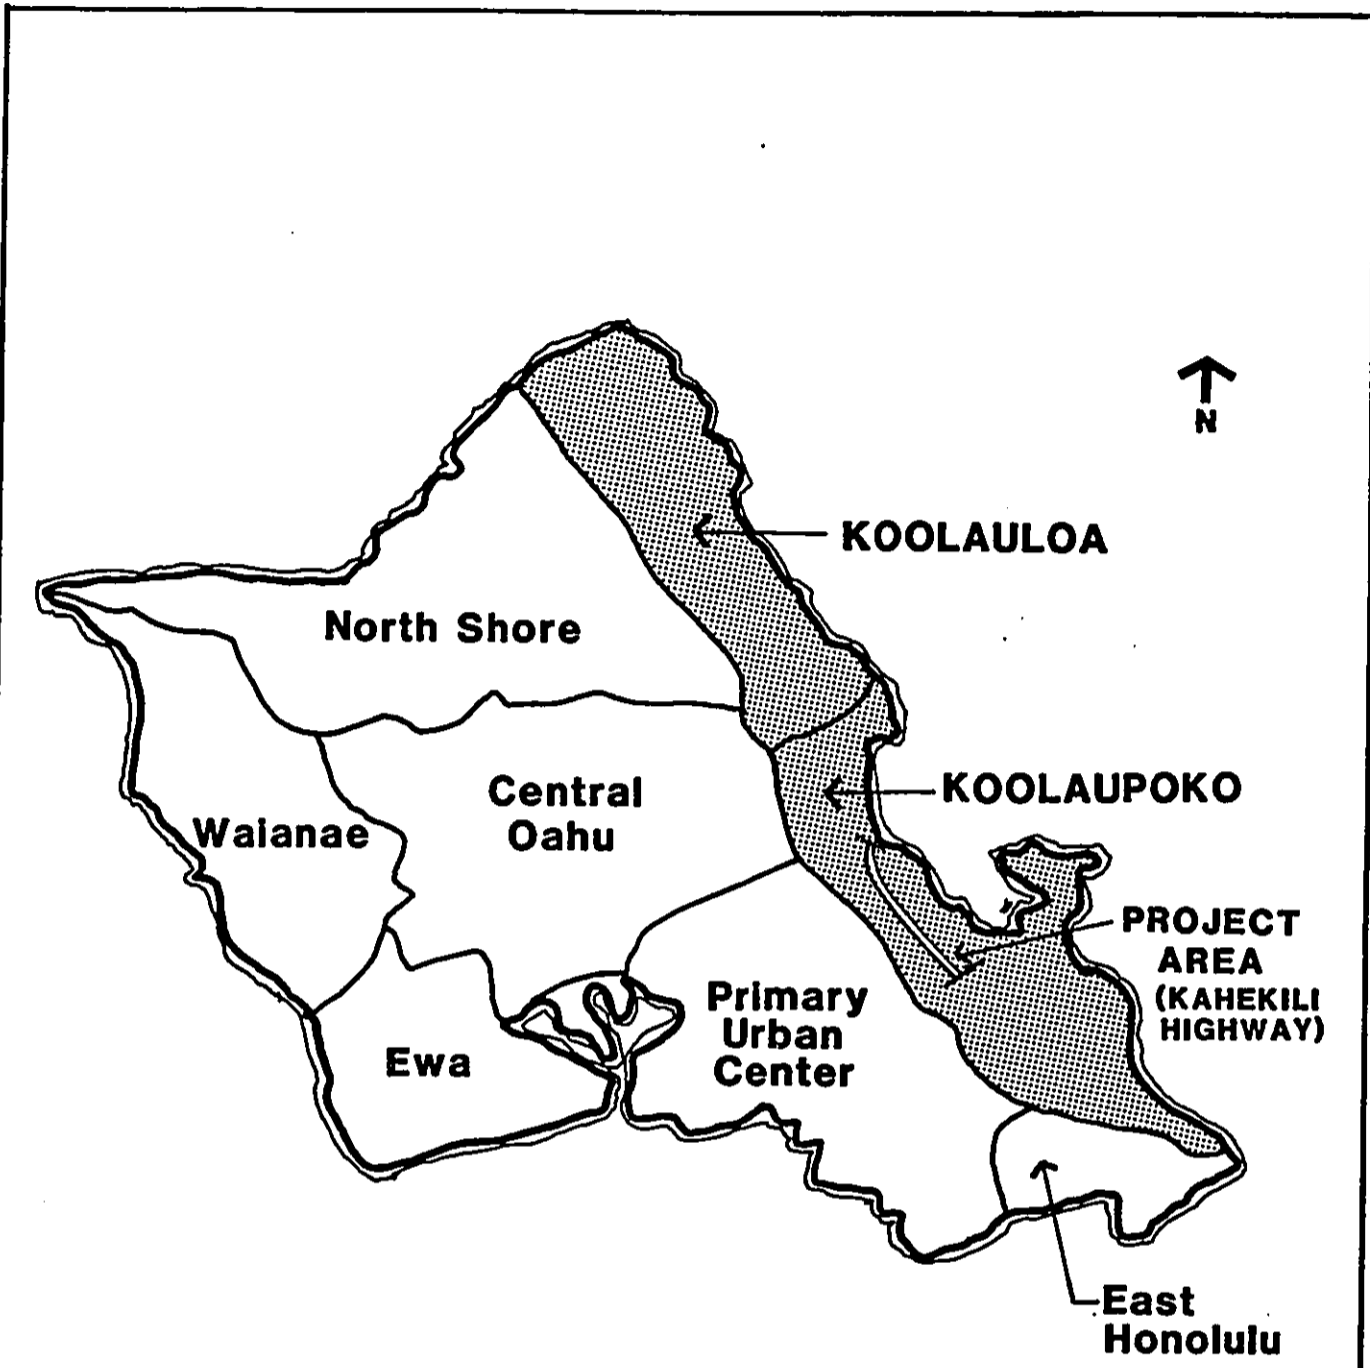 N
KOOLAULOA
North Shore
KOOLAUPOKO
Central
Oahu
Waianae
PROJECT
AREA
(KAHEKILI
HIGHWAY)
Primary
Urban
Center
Ewa
East
Honolulu